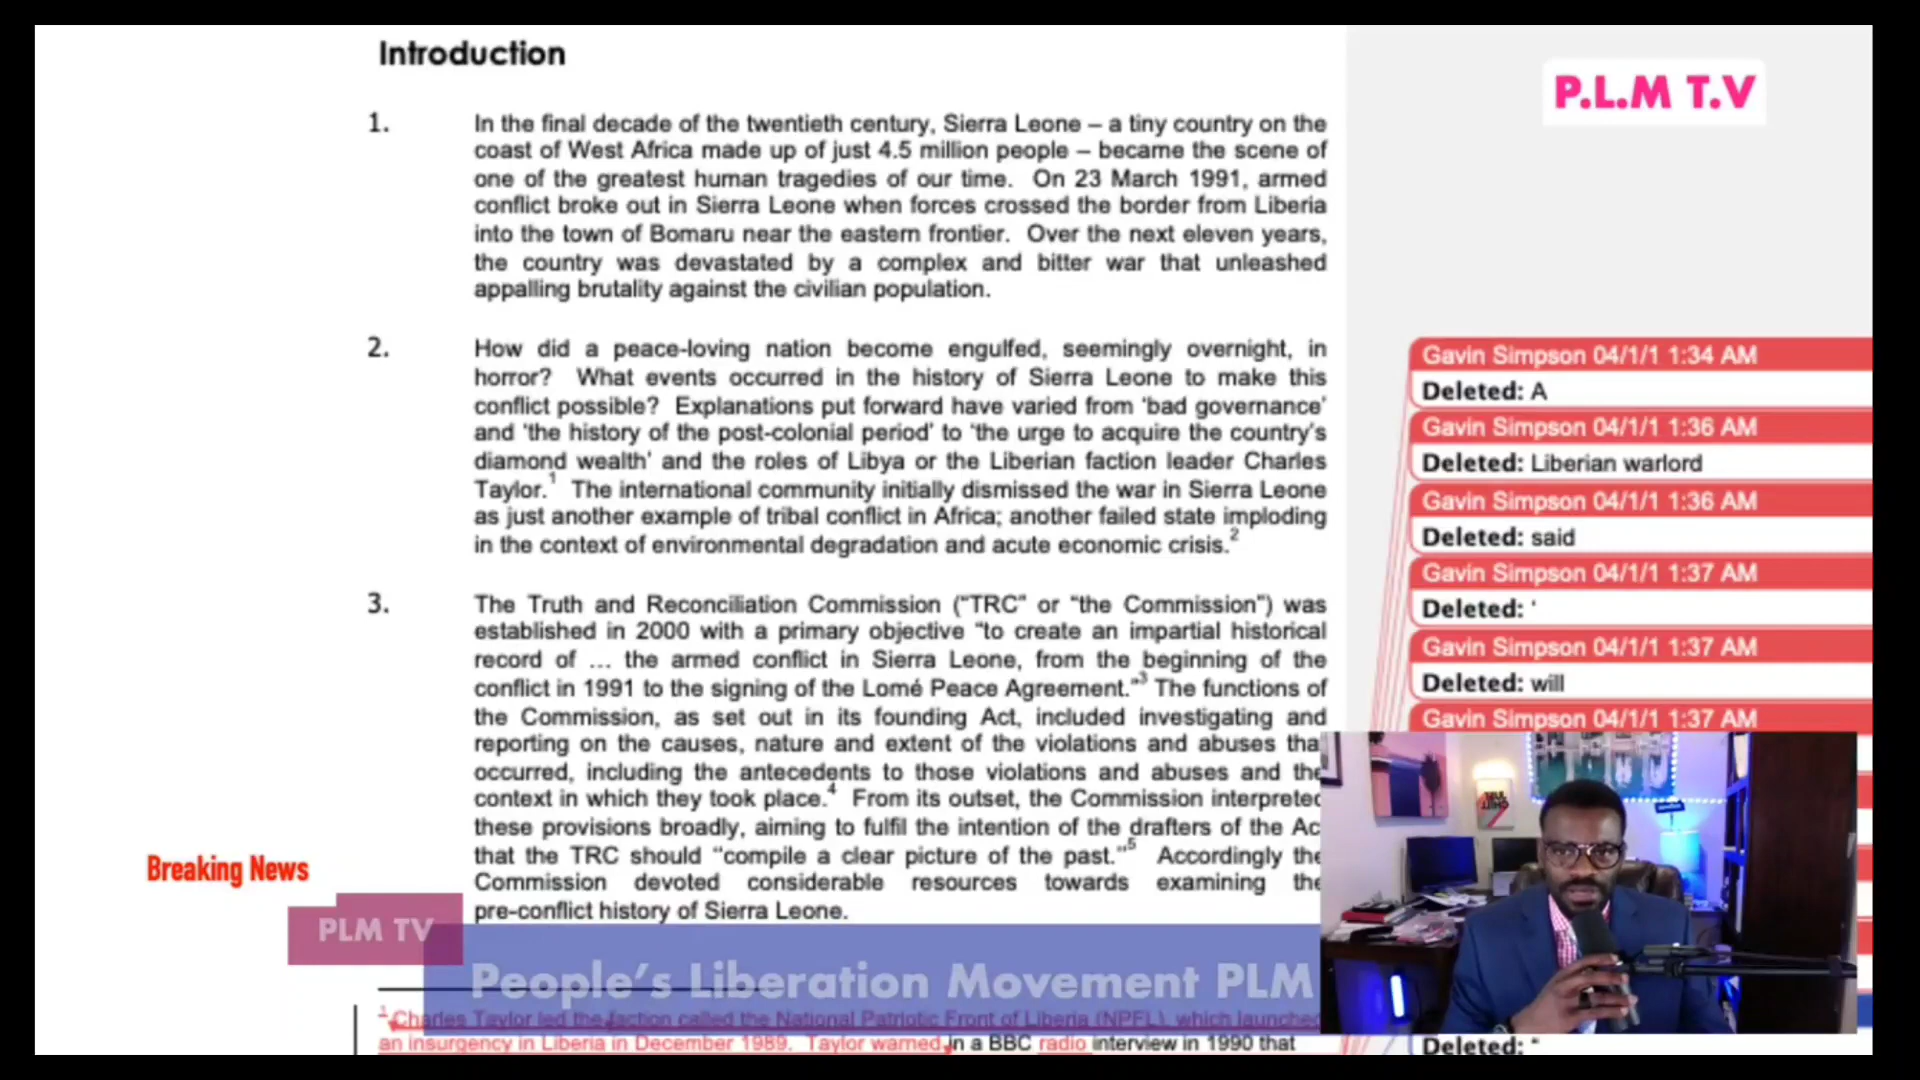 Introduction
P.L.M T.V
1. In the final decade of the twentieth century, Sierra Leone – a tiny country on the
coast of West Africa made up of just 4.5 million people – became the scene of
one of the greatest human tragedies of our time. On 23 March 1991, armed
conflict broke out in Sierra Leone when forces crossed the border from Liberia
into the town of Bomaru near the eastern frontier. Over the next eleven years,
the country was devastated by a complex and bitter war that unleashed
appalling brutality against the civilian population.
2. How did a peace-loving nation become engulfed, seemingly overnight, in
horror? What events occurred in the history of Sierra Leone to make this
conflict possible? Explanations put forward have varied from ‘bad governance’
and ‘the history of the post-colonial period’ to ‘the urge to acquire the country’s
diamond wealth’ and the roles of Libya or the Liberian faction leader Charles
Taylor.1 The international community initially dismissed the war in Sierra Leone
as just another example of tribal conflict in Africa; another failed state imploding
in the context of environmental degradation and acute economic crisis.2
3. The Truth and Reconciliation Commission (“TRC” or “the Commission”) was
established in 2000 with a primary objective “to create an impartial historical
record of ... the armed conflict in Sierra Leone, from the beginning of the
conflict in 1991 to the signing of the Lomé Peace Agreement.”3 The functions of
the Commission, as set out in its founding Act, included investigating and
reporting on the causes, nature and extent of the violations and abuses tha
occurred, including the antecedents to those violations and abuses and the
context in which they took place.4 From its outset, the Commission interpreted
these provisions broadly, aiming to fulfil the intention of the drafters of the Ac
that the TRC should “compile a clear picture of the past.”5 Accordingly the
Commission devoted considerable resources towards examining the
pre-conflict history of Sierra Leone.
Gavin Simpson 04/1/1 1:34 AM
Deleted: A
Gavin Simpson 04/1/1 1:36 AM
Deleted: Liberian warlord
Gavin Simpson 04/1/1 1:36 AM
Deleted: said
Gavin Simpson 04/1/1 1:37 AM
Deleted: ‘
Gavin Simpson 04/1/1 1:37 AM
Deleted: will
Gavin Simpson 04/1/1 1:37 AM
Breaking News
PLM TV
People’s Liberation Movement PLM
1 Charles Taylor led the faction called the National Patriotic Front of Liberia (NPFL), which launched
an insurgency in Liberia in December 1989. Taylor warned in a BBC radio interview in 1990 that
Deleted: “